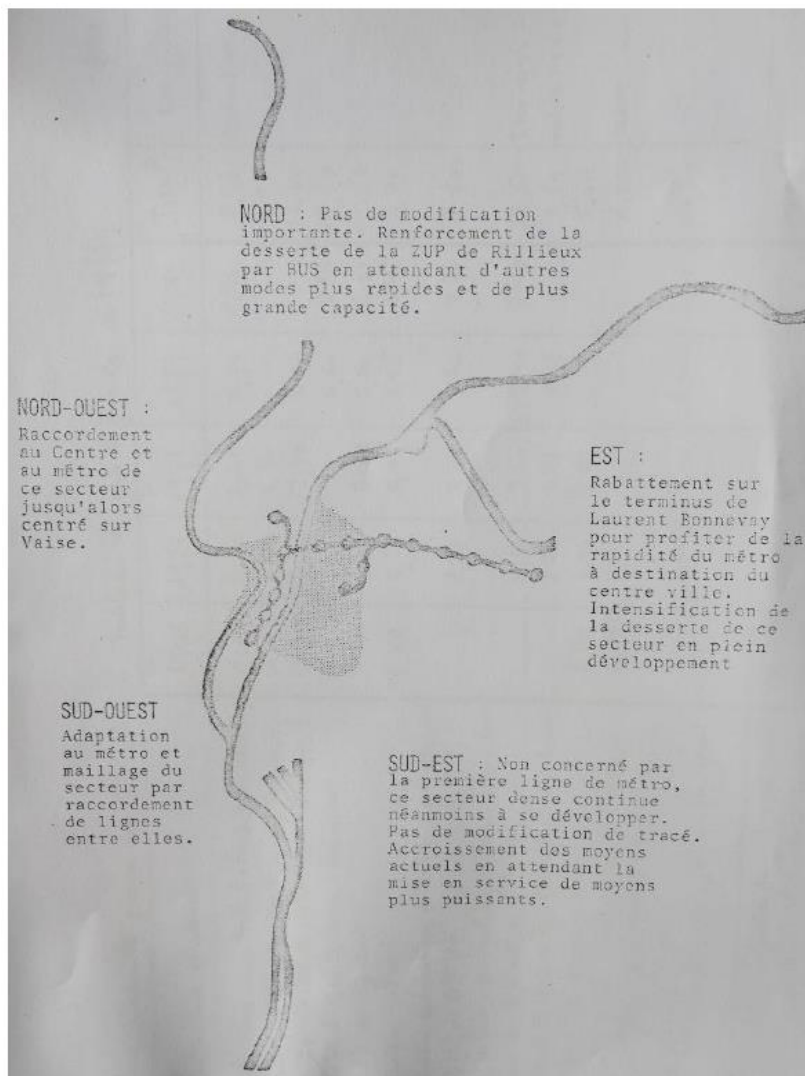 NORD : Pas de modification
importante. Renforcement de la
desserte de la ZUP de Rillieux
par BUS en attendant d'autres
modes plus rapides et de plus
grande capacité.
NORD-OUEST :
Raccordement
au Centre et
au métro de
ce secteur
jusqu'alors
centré sur
Vaise.
EST :
Rabattement sur
le terminus de
Laurent Bonnevay
pour profiter de la
rapidité du métro
à destination du
centre ville.
Intensification de
la desserte de ce
secteur en plein
développement
SUD-OUEST
Adaptation
au métro et
maillage du
secteur par
raccordement
de lignes
entre elles.
SUD-EST : Non concerné par
la première ligne de métro,
ce secteur dense continue
néanmoins à se développer.
Pas de modification de tracé.
Accroissement des moyens
actuels en attendant la
mise en service de moyens
plus puissants.